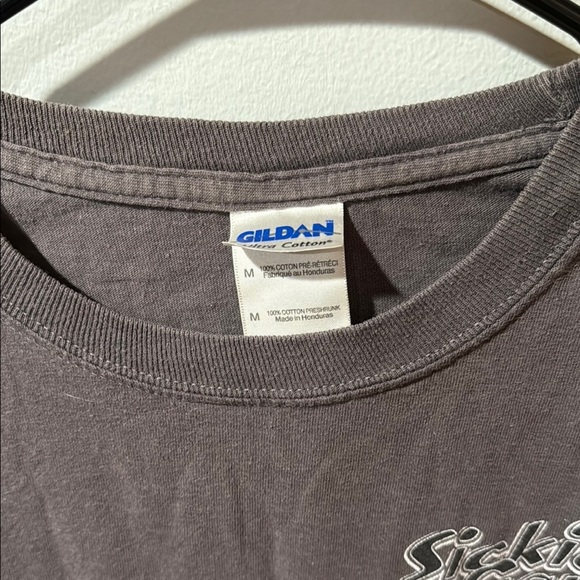 GILDAN
Ultra Cotton®
M 100% COTON PRÉ-RÉTRÉCI
Fabriqué au Honduras
M 100% COTTON PRESHRUNK
Made in Honduras